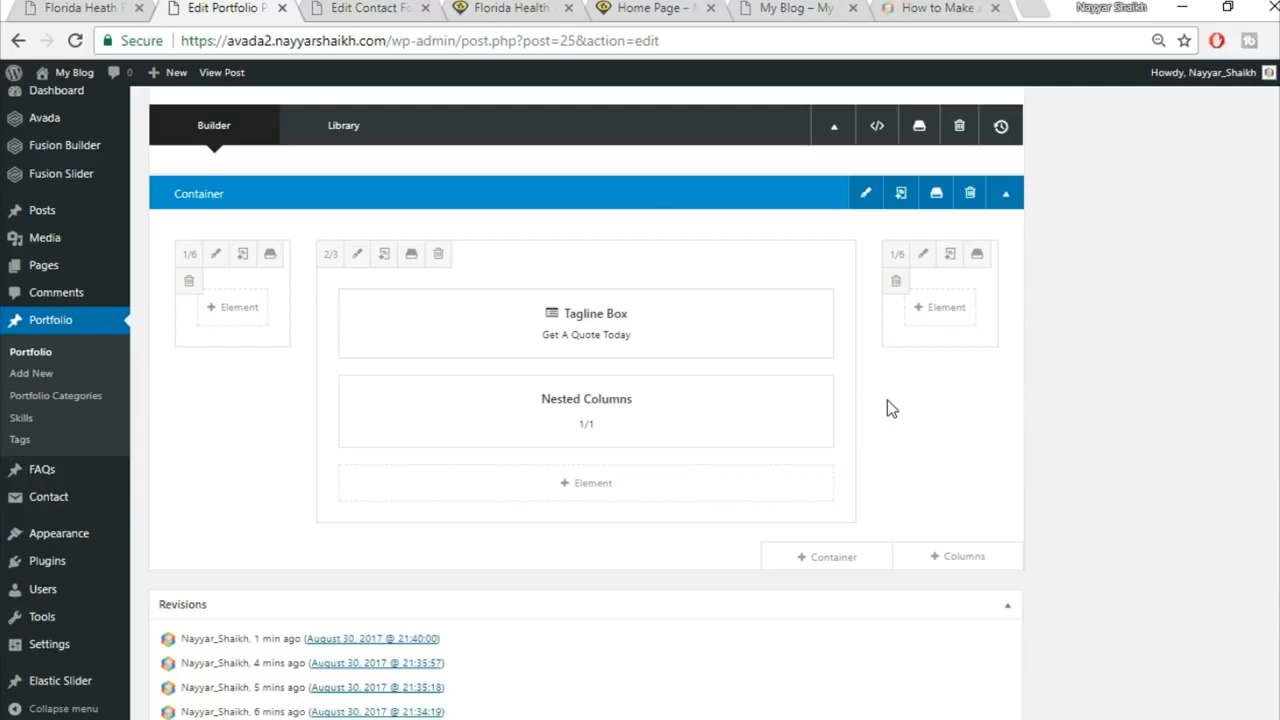 Florida Heath F
Edit Portfolio P
Edit Contact Fo
Florida Health
Home Page –
My Blog – My
How to Make a
Nayyar Shaikh
Secure https://avada2.nayyarshaikh.com/wp-admin/post.php?post=25&action=edit
My Blog 0 New View Post Howdy, Nayyar_Shaikh
Dashboard
Avada
Fusion Builder
Fusion Slider
Posts
Media
Pages
Comments
Portfolio
Portfolio
Add New
Portfolio Categories
Skills
Tags
FAQs
Contact
Appearance
Plugins
Users
Tools
Settings
Elastic Slider
Collapse menu
Builder Library
Container
1/6
+ Element
2/3
Tagline Box
Get A Quote Today
Nested Columns
1/1
+ Element
1/6
+ Element
+ Container + Columns
Revisions
Nayyar_Shaikh, 1 min ago (August 30, 2017 @ 21:40:00)
Nayyar_Shaikh, 4 mins ago (August 30, 2017 @ 21:35:57)
Nayyar_Shaikh, 5 mins ago (August 30, 2017 @ 21:35:18)
Nayyar_Shaikh, 6 mins ago (August 30, 2017 @ 21:34:19)